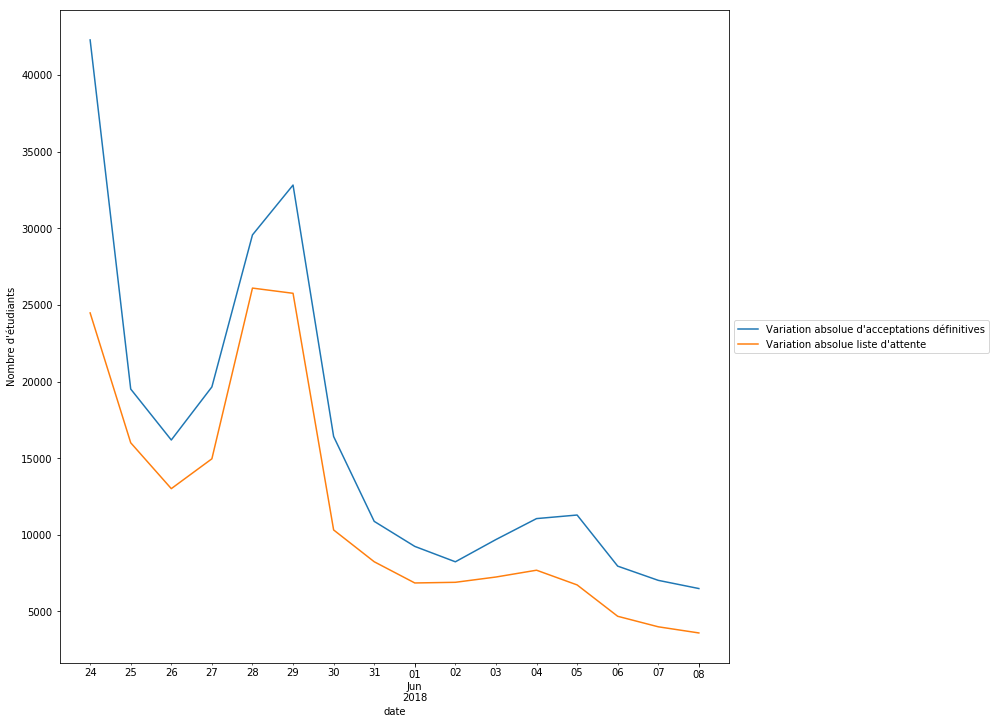 40000
35000
30000
25000
20000
15000
10000
5000
Nombre d'étudiants
24 25 26 27 28 29 30 31 01 02 03 04 05 06 07 08
Jun
2018
date
Variation absolue d'acceptations définitives
Variation absolue liste d'attente